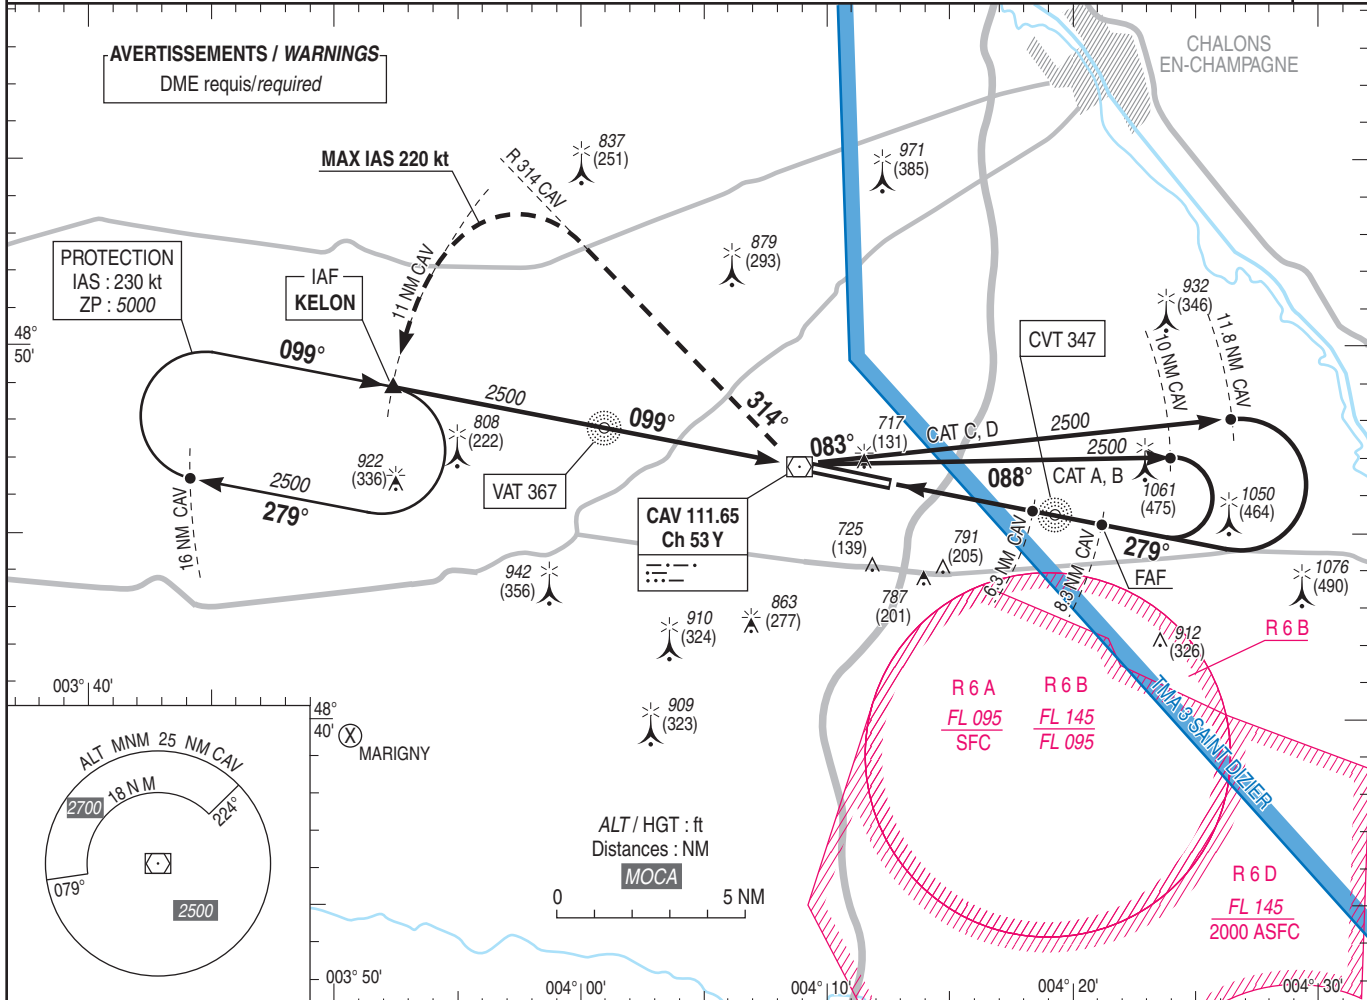 AVERTISSEMENTS / WARNINGS
DME requis/required
CHALONS
EN-CHAMPAGNE
MAX IAS 220 kt
R 314 CAV
837
(251)
971
(385)
879
(293)
932
(346)
PROTECTION
IAS : 230 kt
ZP : 5000
IAF
KELON
11 NM CAV
CVT 347
10 NM CAV
11.8 NM CAV
48°
50'
099°
2500
099°
314°
808
(222)
922
(336)
2500
279°
16 NM CAV
VAT 367
083°
717
(131)
CAT C, D
2500
2500
088°
CAT A, B
1061
(475)
1050
(464)
CAV 111.65
Ch 53 Y
725
(139)
791
(205)
787
(201)
6.3 NM CAV
8.3 NM CAV
279°
FAF
1076
(490)
942
(356)
910
(324)
863
(277)
912
(326)
R 6 B
909
(323)
R 6 A
FL 095
SFC
R 6 B
FL 145
FL 095
TMA 3 SAINT DIZIER
003° 40'
48°
40'
MARIGNY
ALT MNM 25 NM CAV
18 N M
2700
224°
079°
2500
ALT / HGT : ft
Distances : NM
MOCA
0
5 NM
R 6 D
FL 145
2000 ASFC
003° 50'
004° 00'
004° 10'
004° 20'
004° 30'
X